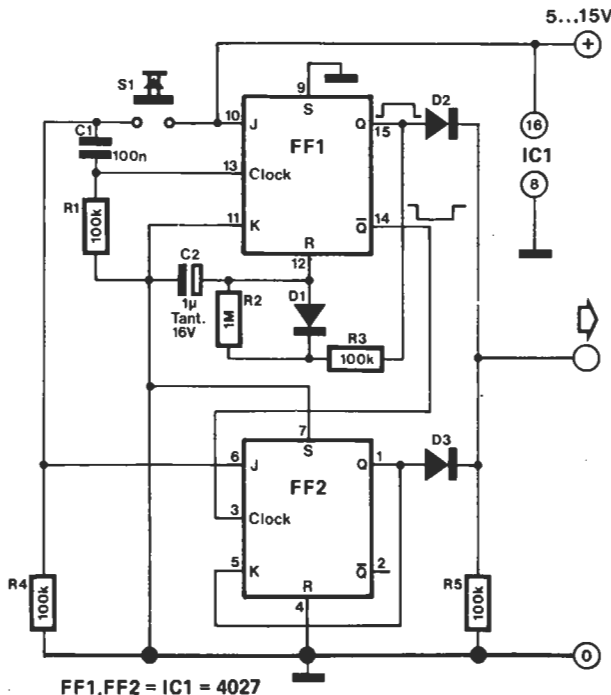 5...15V
+
S1
9
S
10
J
FF1
Q
15
D2
16
IC1
8
C1
100n
13
Clock
R1
100k
11
K
Q̅
14
R
12
C2
1µ
Tant.
16V
R2
1M
D1
R3
100k
7
S
6
J
FF2
Q
1
D3
3
Clock
5
K
Q̅
2
R
4
R4
100k
R5
100k
0
FF1,FF2 = IC1 = 4027